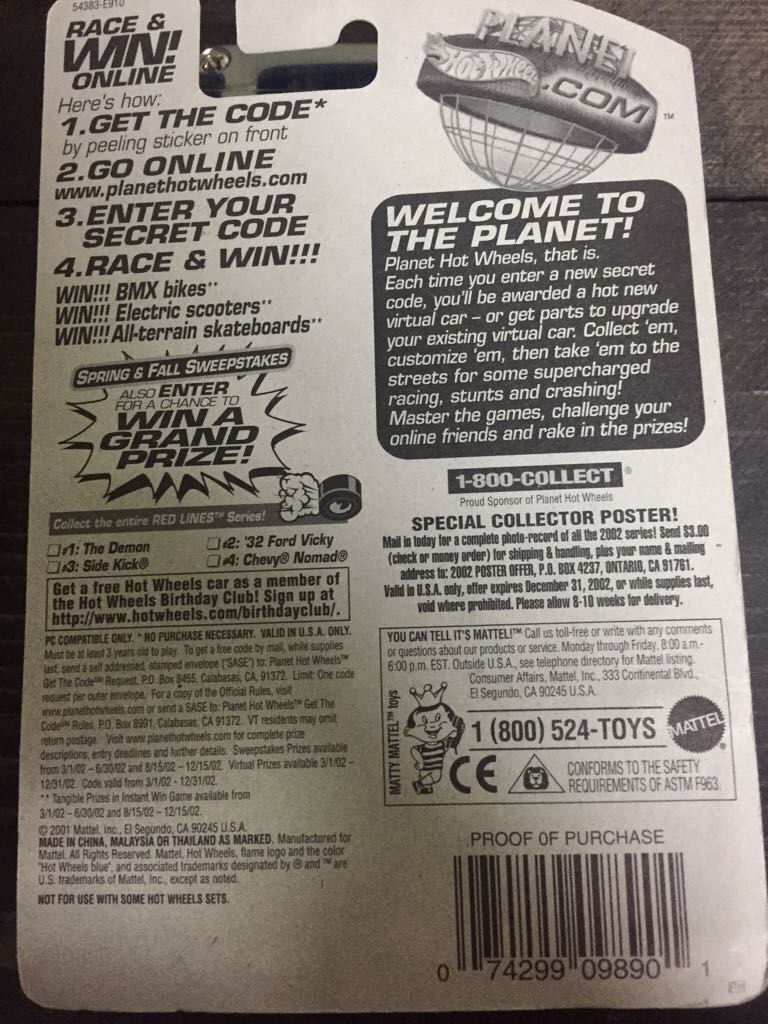 54383-E910
RACE &
WIN!
ONLINE
Here's how:
1.GET THE CODE*
by peeling sticker on front
2.GO ONLINE
www.planethotwheels.com
3.ENTER YOUR
SECRET CODE
4.RACE & WIN!!!
WIN!!! BMX bikes**
WIN!!! Electric scooters**
WIN!!! All-terrain skateboards**
SPRING & FALL SWEEPSTAKES
ALSO ENTER
FOR A CHANCE TO
WIN A
GRAND
PRIZE!
Collect the entire RED LINES™ Series!
#1: The Demon
#2: '32 Ford Vicky
#3: Side Kick®
#4: Chevy® Nomad®
Get a free Hot Wheels car as a member of
the Hot Wheels Birthday Club! Sign up at
http://www.hotwheels.com/birthdayclub/.
PC COMPATIBLE ONLY. * NO PURCHASE NECESSARY. VALID IN U.S.A. ONLY.
Must be at least 3 years old to play. To get a free code by mail, while supplies
last, send a self addressed, stamped envelope ("SASE") to: Planet Hot Wheels™
Get The Code℠ Request, P.O. Box 8455, Calabasas, CA, 91372. Limit: One code
request per outer envelope. For a copy of the Official Rules, visit
www.planethotwheels.com or send a SASE to: Planet Hot Wheels™ Get The
Code℠ Rules, P.O. Box 8991, Calabasas, CA 91372. VT residents may omit
return postage. Visit www.planethotwheels.com for complete prize
descriptions, entry deadlines and further details. Sweepstakes Prizes available
from 3/1/02 – 6/30/02 and 8/15/02 – 12/15/02. Virtual Prizes available 3/1/02 –
12/31/02. Code valid from 3/1/02 - 12/31/02.
** Tangible Prizes in Instant Win Game available from
3/1/02 – 6/30/02 and 8/15/02 – 12/15/02.
© 2001 Mattel, Inc., El Segundo, CA 90245 U.S.A.
MADE IN CHINA, MALAYSIA OR THAILAND AS MARKED. Manufactured for
Mattel. All Rights Reserved. Mattel, Hot Wheels, flame logo and the color
"Hot Wheels blue", and associated trademarks designated by ® and ™ are
U.S. trademarks of Mattel, Inc., except as noted.
NOT FOR USE WITH SOME HOT WHEELS SETS.
PLANET
Hot Wheels
.COM
™
WELCOME TO
THE PLANET!
Planet Hot Wheels, that is.
Each time you enter a new secret
code, you'll be awarded a hot new
virtual car – or get parts to upgrade
your existing virtual car. Collect 'em,
customize 'em, then take 'em to the
streets for some supercharged
racing, stunts and crashing!
Master the games, challenge your
online friends and rake in the prizes!
1-800-COLLECT®
Proud Sponsor of Planet Hot Wheels
SPECIAL COLLECTOR POSTER!
Mail in today for a complete photo-record of all the 2002 series! Send $3.00
(check or money order) for shipping & handling, plus your name & mailing
address to: 2002 POSTER OFFER, P.O. BOX 4237, ONTARIO, CA 91761.
Valid in U.S.A. only, offer expires December 31, 2002, or while supplies last,
void where prohibited. Please allow 8-10 weeks for delivery.
YOU CAN TELL IT'S MATTEL!™ Call us toll-free or write with any comments
or questions about our products or service. Monday through Friday, 8:00 a.m.-
6:00 p.m. EST. Outside U.S.A., see telephone directory for Mattel listing.
Consumer Affairs, Mattel, Inc., 333 Continental Blvd.,
El Segundo, CA 90245 U.S.A.
MATTY MATTEL™ toys
1 (800) 524-TOYS
MATTEL
CE
CONFORMS TO THE SAFETY
REQUIREMENTS OF ASTM F963.
PROOF OF PURCHASE
0 74299 09890 1